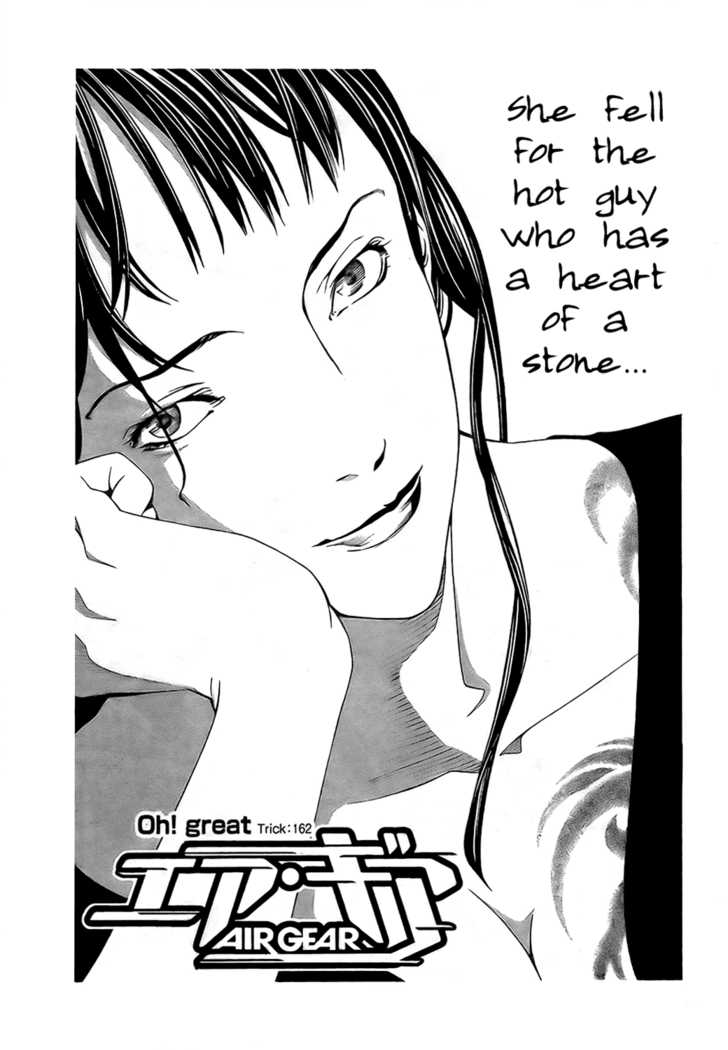 She fell
for the
hot guy
who has
a heart
of a
stone...
Oh! great Trick:162
エア・ギア
AIR GEAR